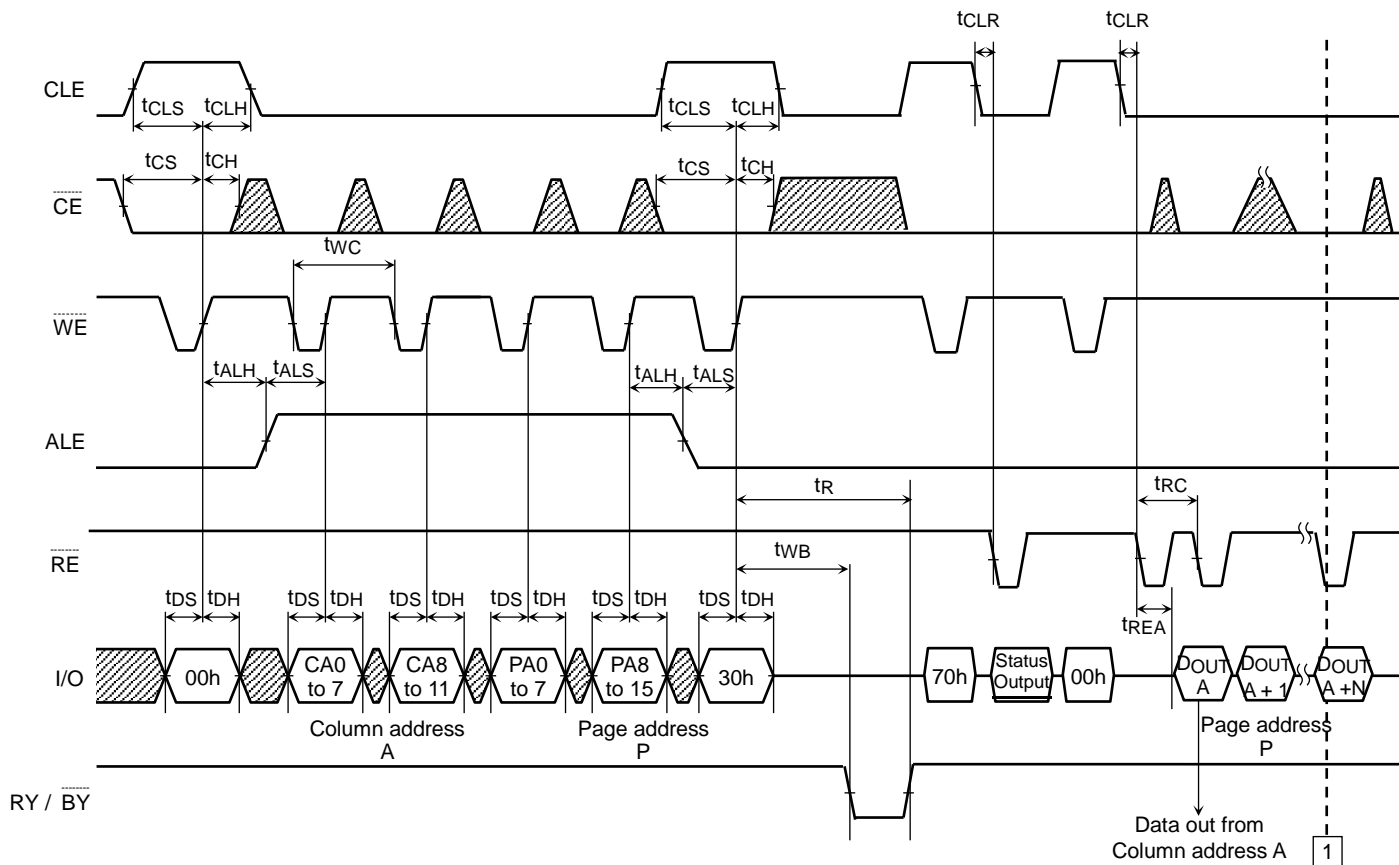 tCLR
tCLR
CLE
tCLS
tCLH
tCLS
tCLH
tCS
tCH
tCS
tCH
CE
tWC
WE
tALH
tALS
tALH
tALS
ALE
tR
tRC
tWB
RE
tDS
tDH
tDS
tDH
tDS
tDH
tDS
tDH
tDS
tDH
tDS
tDH
tREA
I/O
00h
CA0
to 7
CA8
to 11
PA0
to 7
PA8
to 15
30h
70h
Status
Output
00h
DOUT
A
DOUT
A + 1
DOUT
A +N
Column address
A
Page address
P
Page address
P
RY / BY
Data out from
Column address A
1